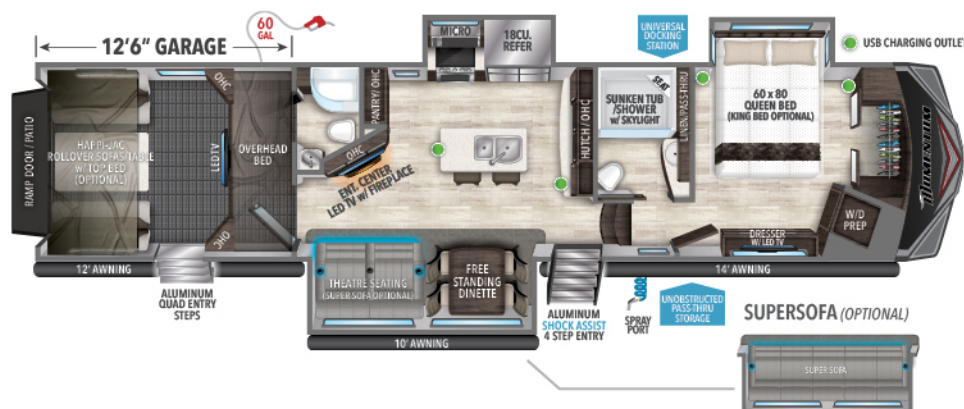 60
GAL
12'6" GARAGE
MICRO
18CU.
REFER
UNIVERSAL
DOCKING
STATION
USB CHARGING OUTLET
OHC
PANTRY/OHC
SEAT
SUNKEN TUB
/SHOWER
w/ SKYLIGHT
LINEN/PASS-THRU
60 x 80
QUEEN BED
(KING BED OPTIONAL)
RAMP DOOR / PATIO
HAPPI-JAC
ROLLOVER SOFAS/TABLE
W/ TOP BED
(OPTIONAL)
LED TV
OVERHEAD
BED
OHC
HUTCH / OHC
ENT. CENTER
LED TV w/ FIREPLACE
MOMENTUM
W/D
PREP
OHC
DRESSER
W/ LED TV
12' AWNING
THEATRE SEATING
(SUPER SOFA OPTIONAL)
FREE
STANDING
DINETTE
14' AWNING
ALUMINUM
QUAD ENTRY
STEPS
ALUMINUM
SHOCK ASSIST
4 STEP ENTRY
SPRAY
PORT
UNOBSTRUCTED
PASS-THRU
STORAGE
SUPERSOFA (OPTIONAL)
10' AWNING
SUPER SOFA